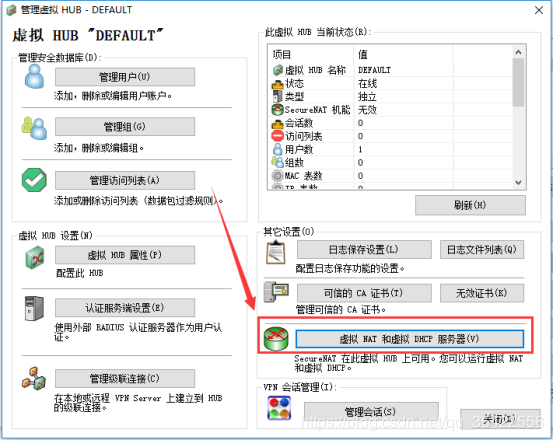 管理虚拟 HUB - DEFAULT
虚拟 HUB "DEFAULT"
管理安全数据库(D):
管理用户(U)
添加,删除或编辑用户账户。
管理组(G)
添加,删除或编辑组。
管理访问列表(A)
添加或删除访问列表 (数据包过滤规则)。
虚拟 HUB 设置(N)
虚拟 HUB 属性(P)
配置此 HUB
认证服务端设置(E)
使用外部 RADIUS 认证服务器作为用户认
证。
管理级联连接(C)
在本地或远程 VPN Server 上建立到 HUB
的级联连接。
此虚拟 HUB 当前状态(R):
项目 值
虚拟 HUB 名称 DEFAULT
状态 在线
类型 独立
SecureNAT 机能 无效
会话数 0
访问列表 0
用户数 1
组数 0
MAC 表数 0
IP 表数 0
刷新(H)
其它设置(O)
日志保存设置(L)
日志文件列表(Q)
配置日志保存功能的设置。
可信的 CA 证书(T)
无效证书(K)
管理可信的 CA 证书。
虚拟 NAT 和虚拟 DHCP 服务器(V)
SecureNAT 在此虚拟 HUB 上可用。您可以运行虚拟 NAT
和虚拟 DHCP。
VPN 会话管理(I):
管理会话(S)
关闭(X)